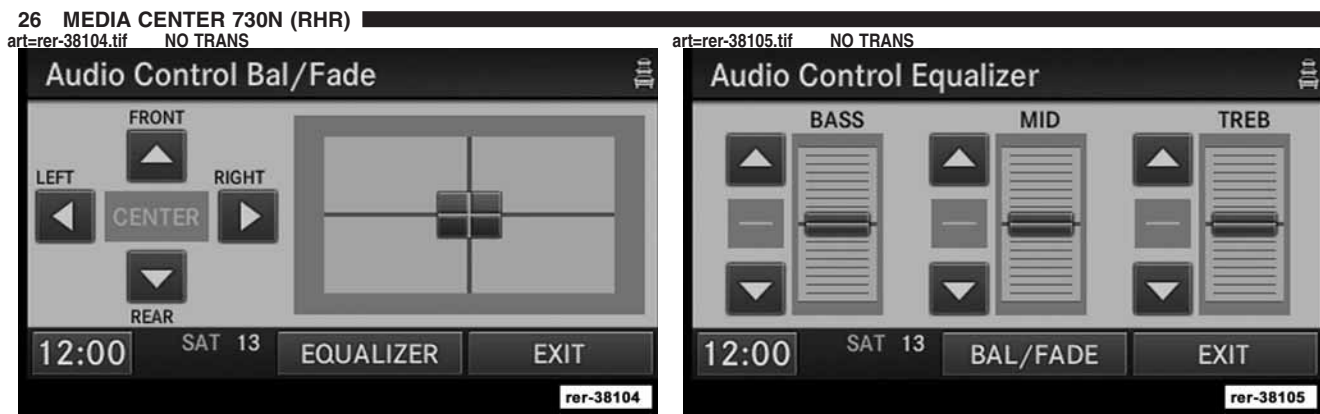 26 MEDIA CENTER 730N (RHR)
art=rer-38104.tif NO TRANS
Audio Control Bal/Fade
FRONT
LEFT
RIGHT
CENTER
REAR
12:00
SAT 13
EQUALIZER
EXIT
rer-38104
art=rer-38105.tif NO TRANS
Audio Control Equalizer
BASS
MID
TREB
12:00
SAT 13
BAL/FADE
EXIT
rer-38105